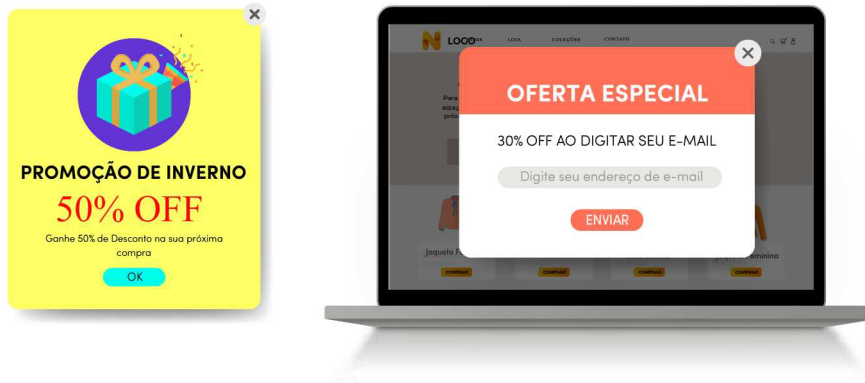 PROMOÇÃO DE INVERNO
50% OFF
Ganhe 50% de Desconto na sua próxima
compra
OK
LOGO
LOJA
COLEÇÕES
CONTATO
OFERTA ESPECIAL
30% OFF AO DIGITAR SEU E-MAIL
Digite seu endereço de e-mail
ENVIAR
Jaqueta
COMPRAR
COMPRAR
COMPRAR
COMPRAR